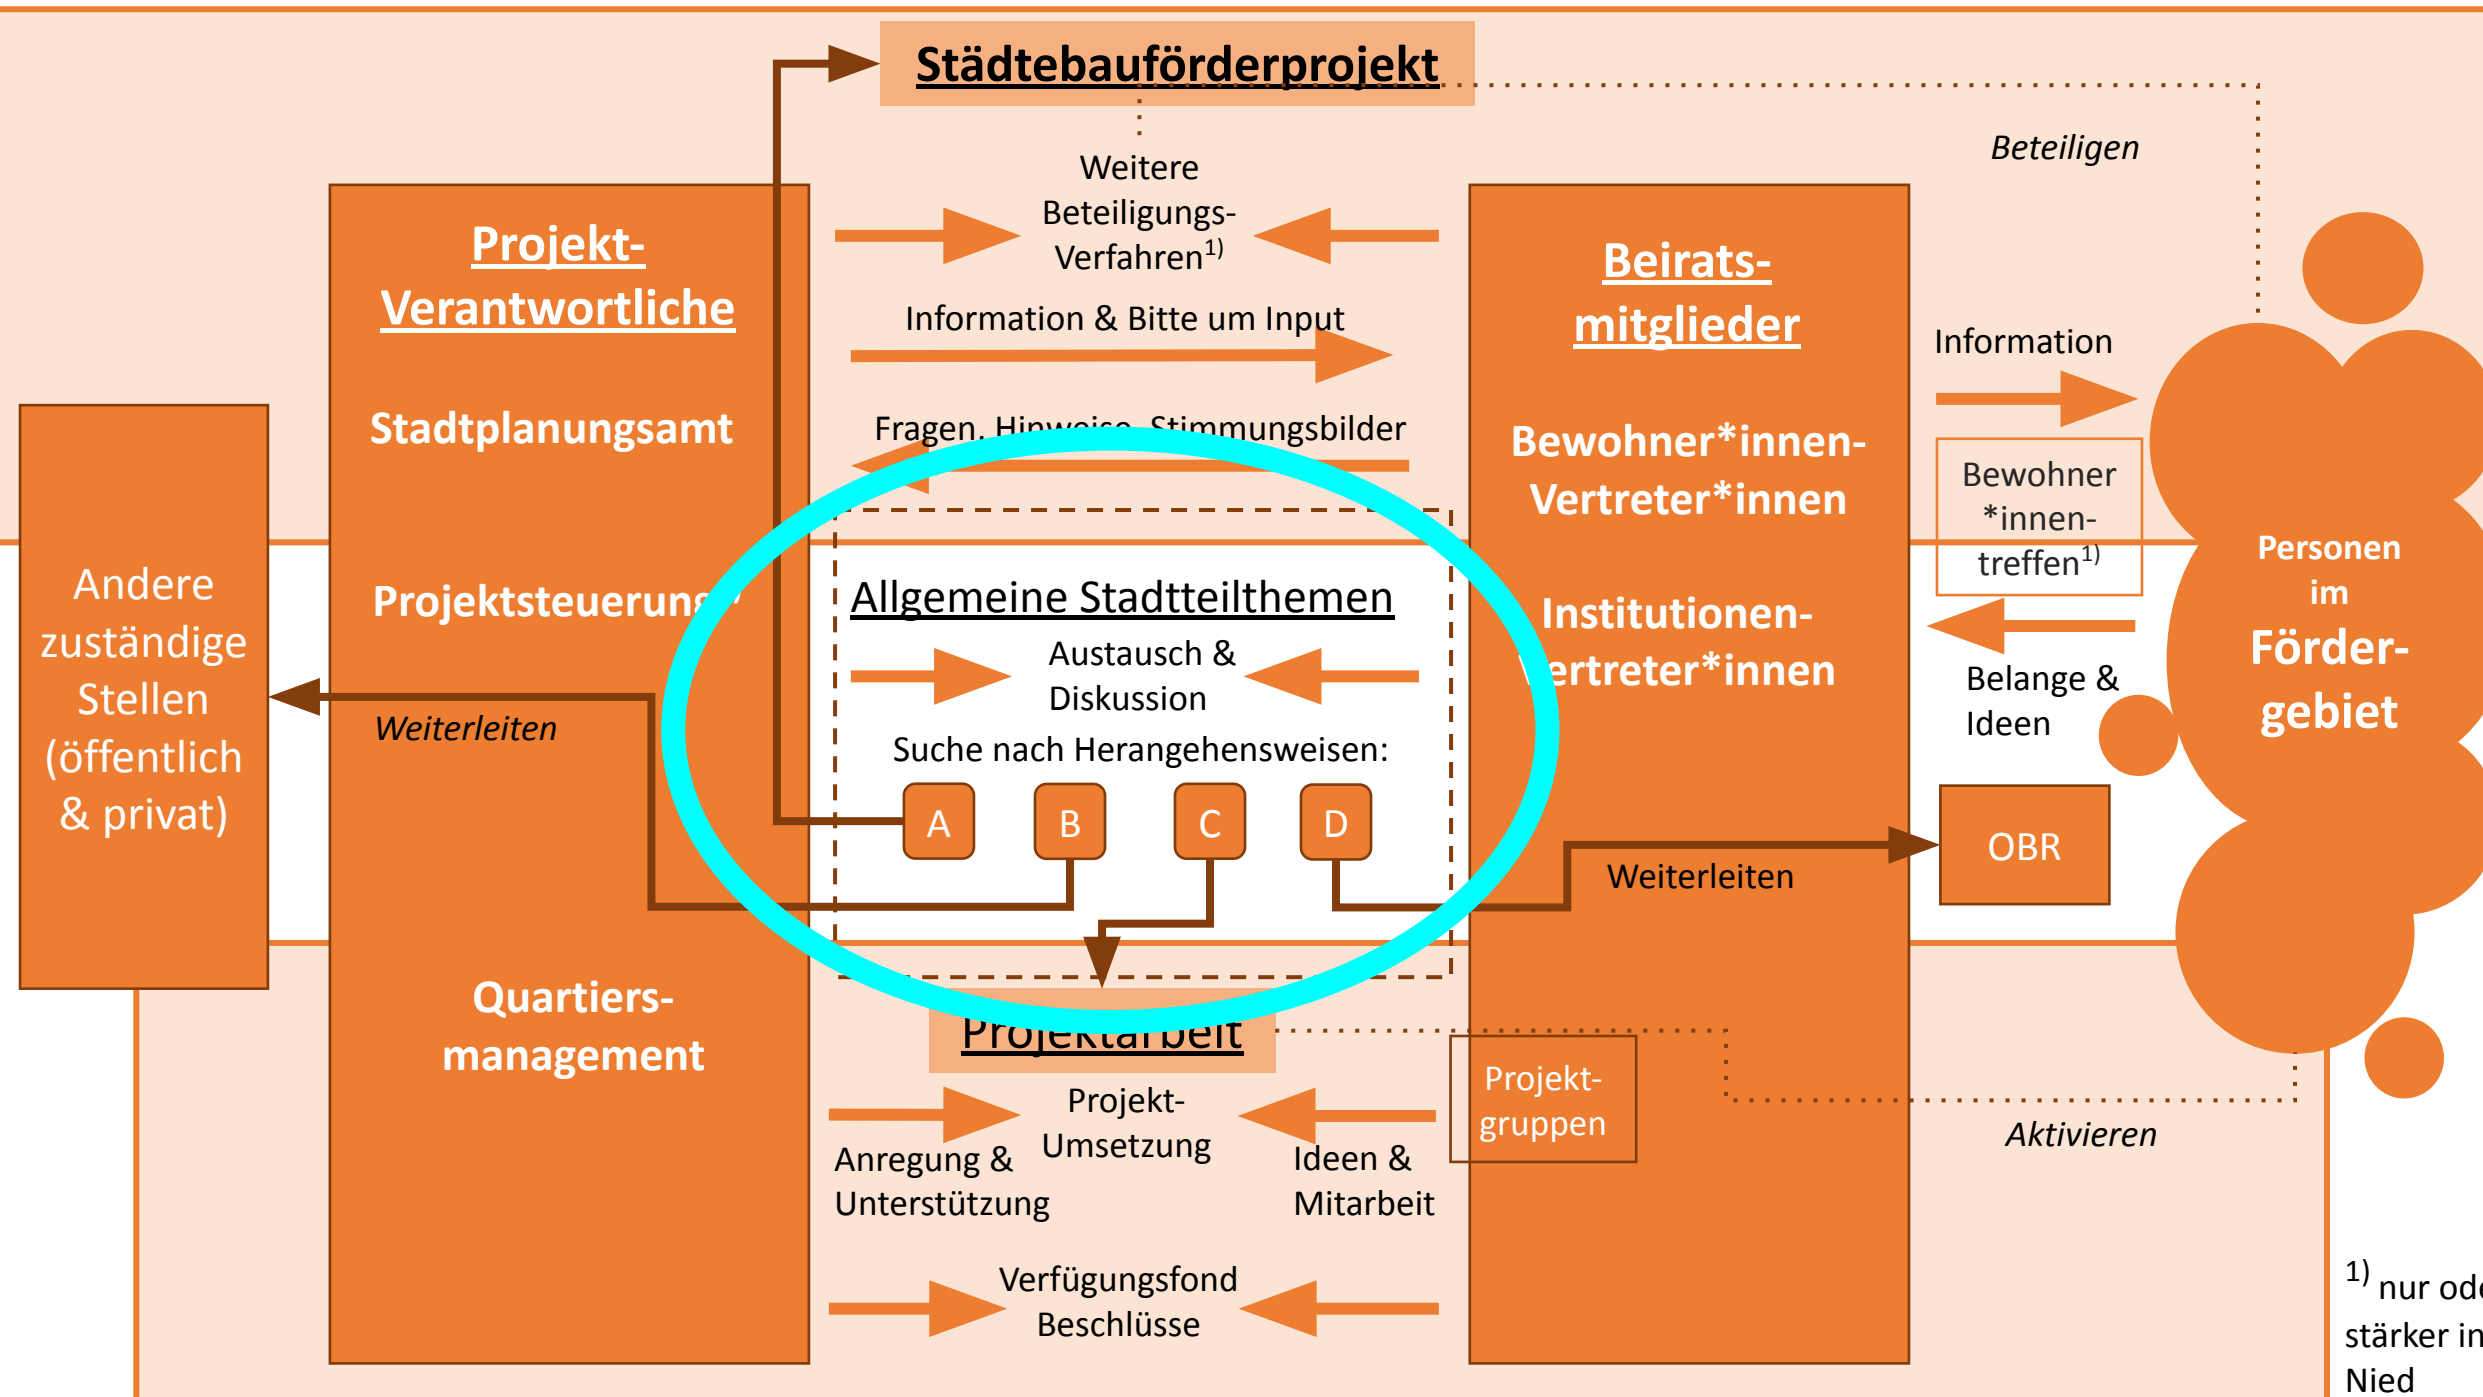 Städtebauförderprojekt
Beteiligen
Weitere
Beteiligungs-
Verfahren1)
Projekt-
Verantwortliche
Stadtplanungsamt
Projektsteuerung
Quartiers-
management
Information & Bitte um Input
Fragen, Hinweise, Stimmungsbilder
Beirats-
mitglieder
Bewohner*innen-
Vertreter*innen
Institutionen-
Vertreter*innen
Information
Bewohner
*innen-
treffen1)
Belange &
Ideen
Personen
im
Förder-
gebiet
Andere
zuständige
Stellen
(öffentlich
& privat)
Weiterleiten
Allgemeine Stadtteilthemen
Austausch &
Diskussion
Suche nach Herangehensweisen:
A B C D
Weiterleiten
OBR
Projektarbeit
Projekt-
Umsetzung
Anregung &
Unterstützung
Ideen &
Mitarbeit
Projekt-
gruppen
Aktivieren
Verfügungsfond
Beschlüsse
1) nur ode
stärker in
Nied